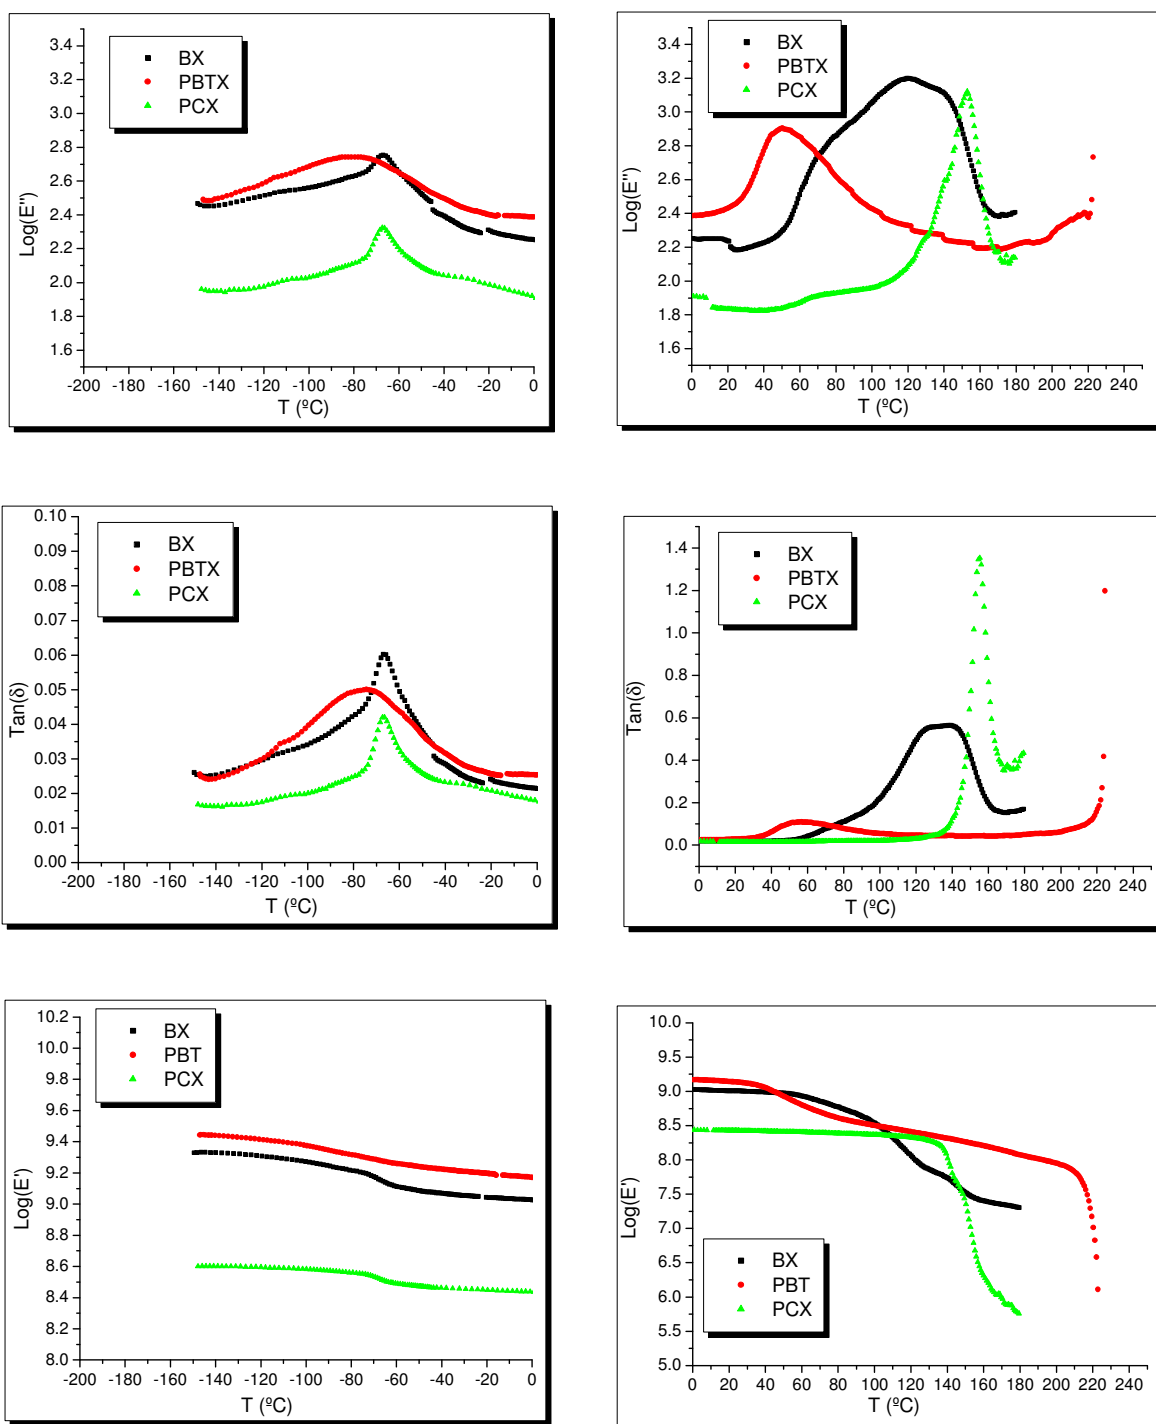 Log(E'')
3.4
3.2
3.0
2.8
2.6
2.4
2.2
2.0
1.8
1.6
BX
PBTX
PCX
-200 -180 -160 -140 -120 -100 -80 -60 -40 -20 0
T (ºC)
Log(E'')
3.4
3.2
3.0
2.8
2.6
2.4
2.2
2.0
1.8
1.6
BX
PBTX
PCX
0 20 40 60 80 100 120 140 160 180 200 220 240
T (ºC)
Tan(δ)
0.10
0.09
0.08
0.07
0.06
0.05
0.04
0.03
0.02
0.01
0.00
BX
PBTX
PCX
-200 -180 -160 -140 -120 -100 -80 -60 -40 -20 0
T (ºC)
Tan(δ)
1.4
1.2
1.0
0.8
0.6
0.4
0.2
0.0
BX
PBTX
PCX
0 20 40 60 80 100 120 140 160 180 200 220 240
T (ºC)
Log(E')
10.2
10.0
9.8
9.6
9.4
9.2
9.0
8.8
8.6
8.4
8.2
8.0
BX
PBT
PCX
-200 -180 -160 -140 -120 -100 -80 -60 -40 -20 0
T (ºC)
Log(E')
10.0
9.5
9.0
8.5
8.0
7.5
7.0
6.5
6.0
5.5
5.0
BX
PBT
PCX
0 20 40 60 80 100 120 140 160 180 200 220 240
T (ºC)